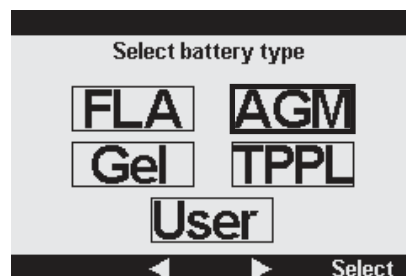 Select battery type
FLA AGM
Gel TPPL
User
Select